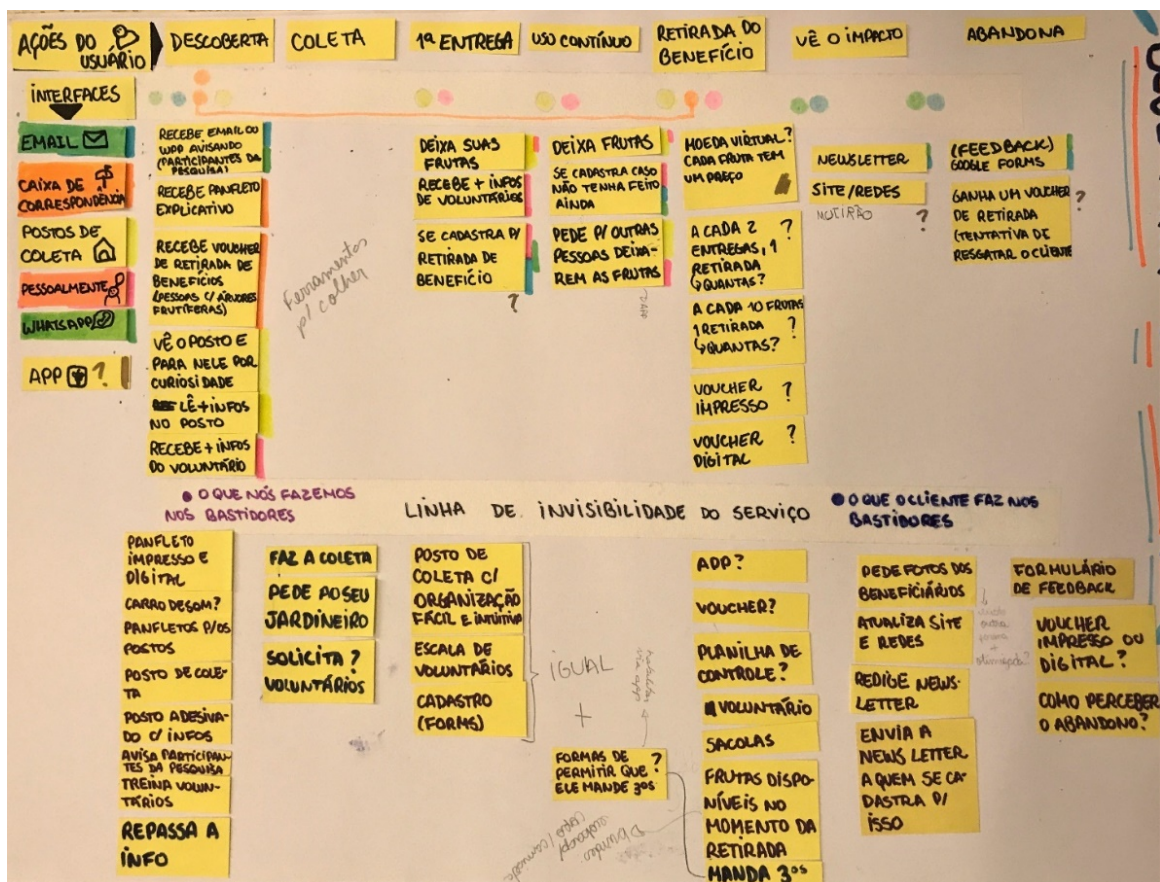 AÇÕES DO
USUÁRIO
DESCOBERTA
COLETA
1ª ENTREGA
USO CONTÍNUO
RETIRADA DO
BENEFÍCIO
VÊ O IMPACTO
ABANDONA
INTERFACES
EMAIL
CAIXA DE
CORRESPONDÊNCIA
POSTOS DE
COLETA
PESSOALMENTE
WHATSAPP
APP ?
RECEBE EMAIL OU
WPP AVISANDO
(PARTICIPANTES DA
PESQUISA)
RECEBE PANFLETO
EXPLICATIVO
RECEBE VOUCHER
DE RETIRADA DE
BENEFÍCIOS
(PESSOAS C/ ÁRVORES
FRUTÍFERAS)
VÊ O POSTO E
PARA NELE POR
CURIOSIDADE
LÊ + INFOS
NO POSTO
RECEBE + INFOS
DO VOLUNTÁRIO
Ferramentas
p/ colher
DEIXA SUAS
FRUTAS
RECEBE + INFOS
DE VOLUNTÁRIOS
SE CADASTRA P/
RETIRADA DE
BENEFÍCIO
?
DEIXA FRUTAS
SE CADASTRA CASO
NÃO TENHA FEITO
AINDA
PEDE P/ OUTRAS
PESSOAS DEIXA-
REM AS FRUTAS
APP
MOEDA VIRTUAL?
CADA FRUTA TEM
UM PREÇO
A CADA 2 ?
ENTREGAS, 1
RETIRADA
↳QUANTAS?
A CADA 10 FRUTAS
1 RETIRADA ?
↳QUANTAS?
VOUCHER ?
IMPRESSO
VOUCHER ?
DIGITAL
NEWSLETTER
SITE/REDES
MUTIRÃO ?
(FEEDBACK)
GOOGLE FORMS
GANHA UM VOUCHER ?
DE RETIRADA
(TENTATIVA DE
RESGATAR O CLIENTE
● O QUE NÓS FAZEMOS
NOS BASTIDORES
LINHA DE INVISIBILIDADE DO SERVIÇO
● O QUE O CLIENTE FAZ NOS
BASTIDORES
PANFLETO
IMPRESSO E
DIGITAL
CARRO DE SOM?
PANFLETOS P/OS
POSTOS
POSTO DE COLE-
TA
POSTO ADESIVA-
DO C/ INFOS
AVISA PARTICIPAN-
TES DA PESQUISA
TREINA VOLUN-
TÁRIOS
REPASSA A
INFO
FAZ A COLETA
PEDE AO SEU
JARDINEIRO
SOLICITA ?
VOLUNTÁRIOS
POSTO DE
COLETA C/
ORGANIZAÇÃO
FÁCIL E INTUITIVA
ESCALA DE
VOLUNTÁRIOS
CADASTRO
(FORMS)
IGUAL
+
via app?
FORMAS DE ?
PERMITIR QUE
ELE MANDE 3ºS
APP?
VOUCHER?
PLANILHA DE
CONTROLE?
VOLUNTÁRIO
SACOLAS
FRUTAS DISPO-
NÍVEIS NO
MOMENTO DA
RETIRADA
MANDA 3ºS
PEDE FOTOS DOS
BENEFICIÁRIOS
ATUALIZA SITE
E REDES
REDIGE NEWS-
LETTER
ENVIA A
NEWS LETTER
A QUEM SE CA-
DASTRA P/
ISSO
FORMULÁRIO
DE FEEDBACK
VOUCHER
IMPRESSO OU
DIGITAL?
COMO PERCEBER
O ABANDONO?